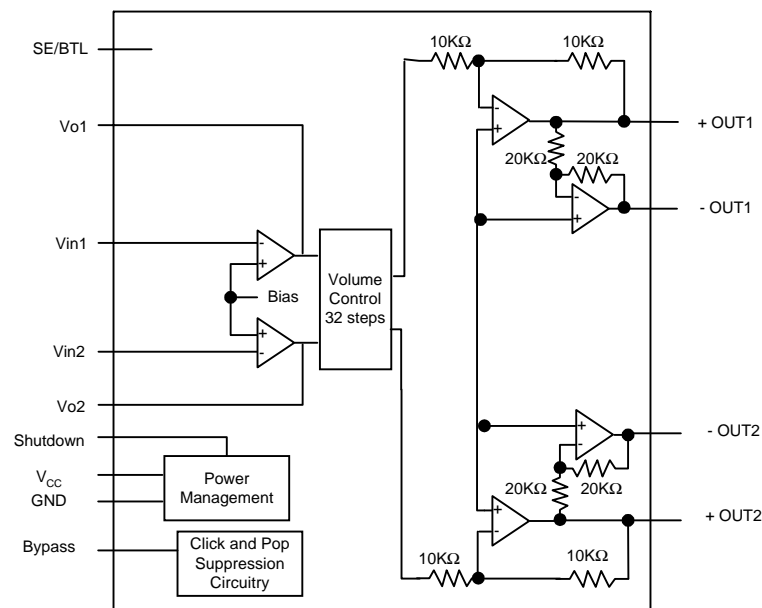 SE/BTL
10KΩ
10KΩ
Vo1
-
+
+ OUT1
20KΩ
20KΩ
-
+
- OUT1
Vin1
-
+
Volume
Control
32 steps
Bias
+
-
Vin2
Vo2
Shutdown
+
-
- OUT2
VCC
GND
Power
Management
20KΩ
20KΩ
+
-
+ OUT2
Bypass
Click and Pop
Suppression
Circuitry
10KΩ
10KΩ